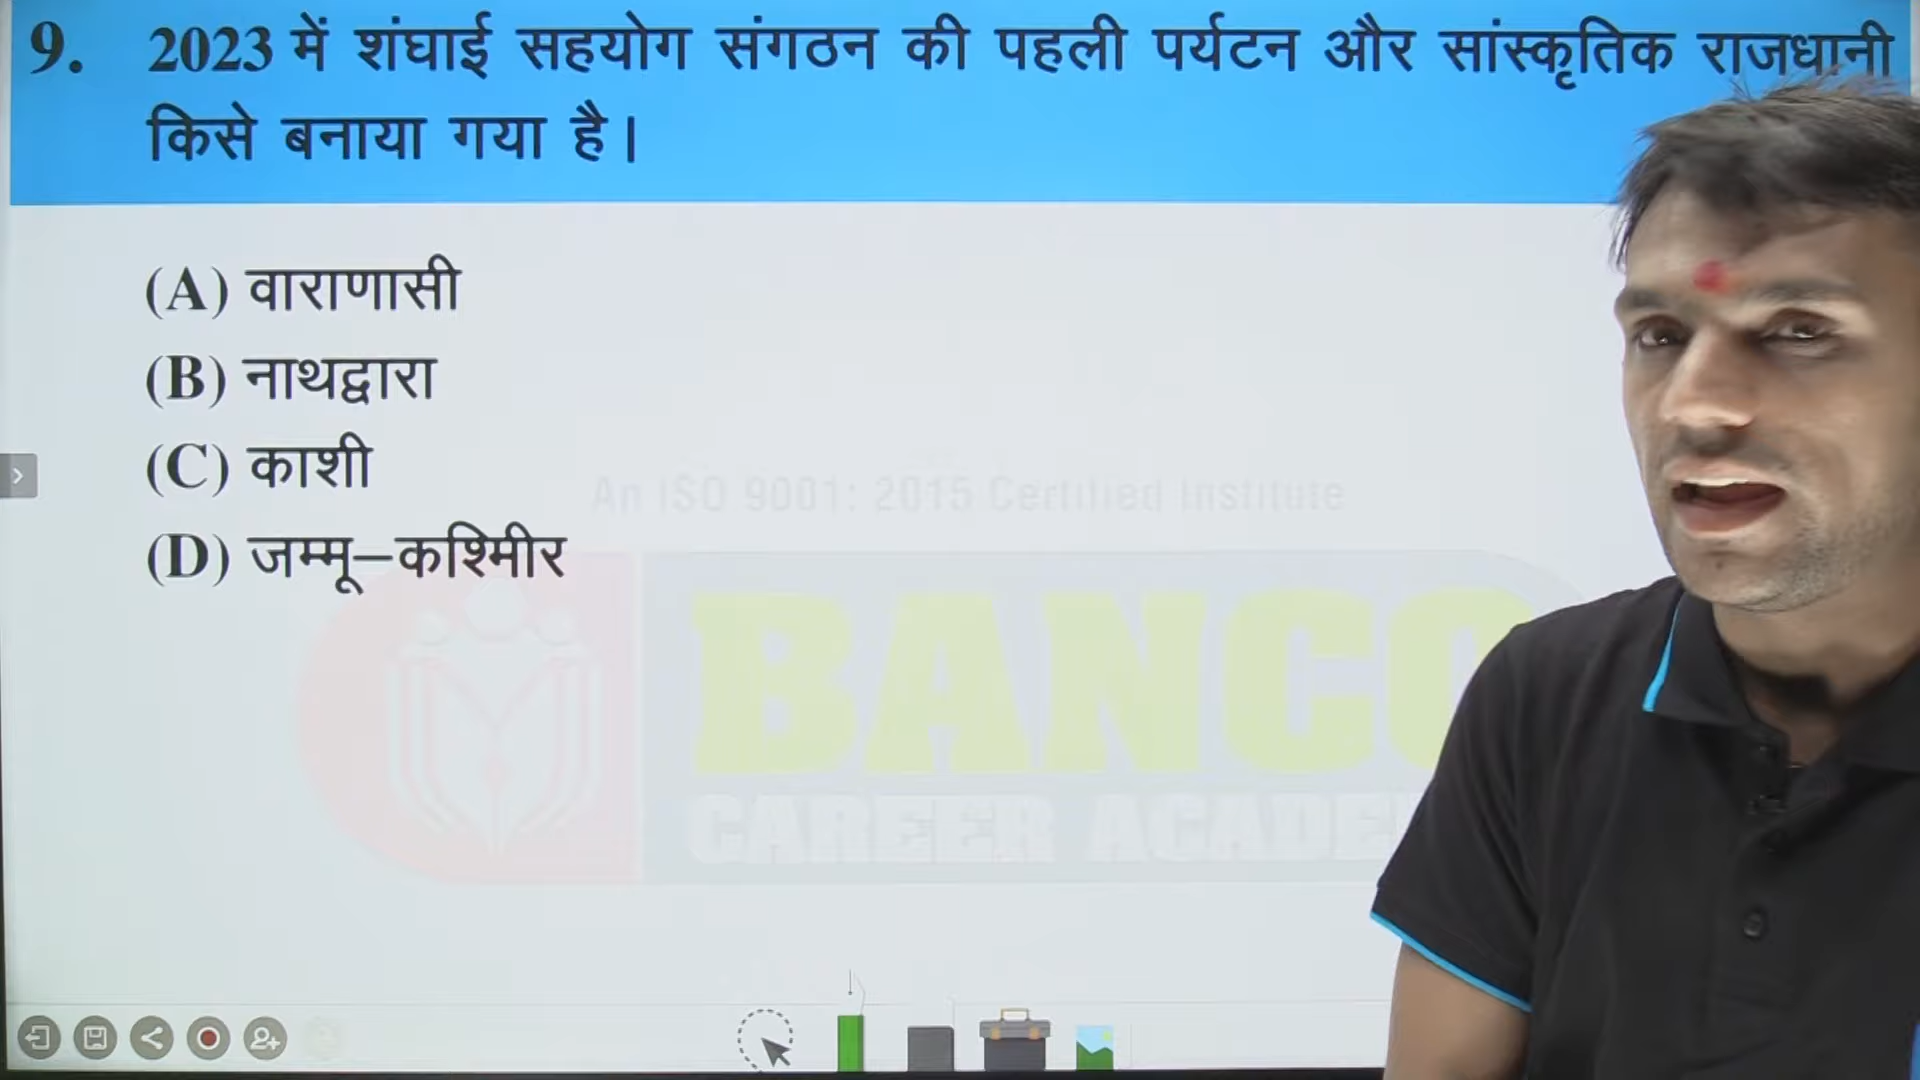 9. 2023 में शंघाई सहयोग संगठन की पहली पर्यटन और सांस्कृतिक राजधानी
किसे बनाया गया है।
(A) वाराणासी
(B) नाथद्वारा
(C) काशी
An ISO 9001: 2015 Certified Institute
(D) जम्मू–कश्मिीर
BANCO
CAREER ACADE